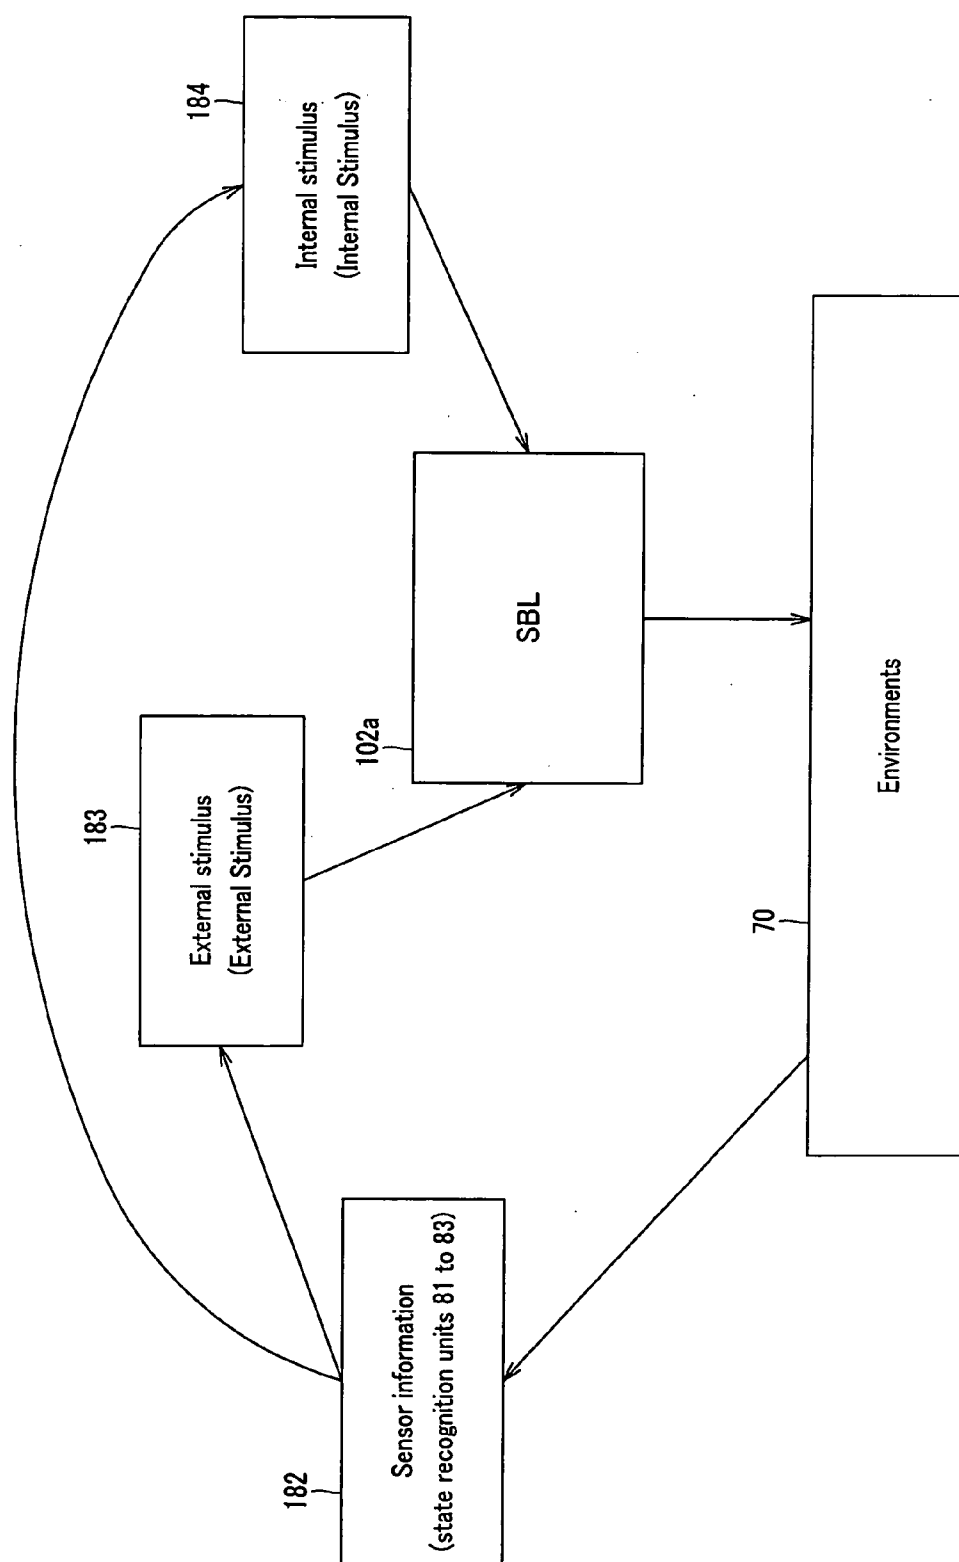 184
Internal stimulus
(Internal Stimulus)
183
External stimulus
(External Stimulus)
102a
SBL
182
Sensor information
(state recognition units 81 to 83)
70
Environments